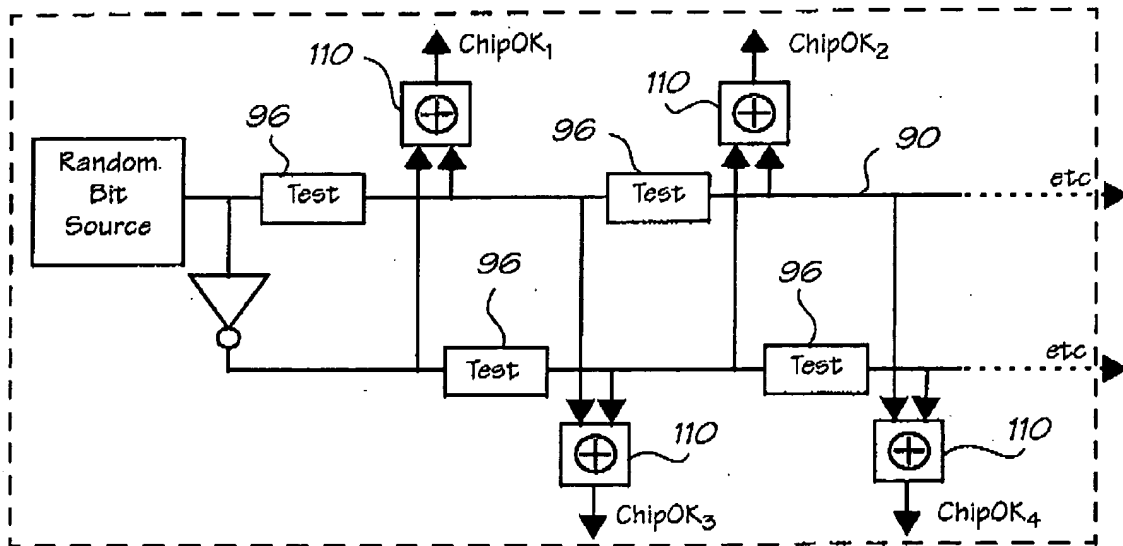 ChipOK1
ChipOK2
110
110
96
96
90
Random
Bit
Source
Test
Test
etc
96
96
Test
Test
etc
110
110
ChipOK3
ChipOK4